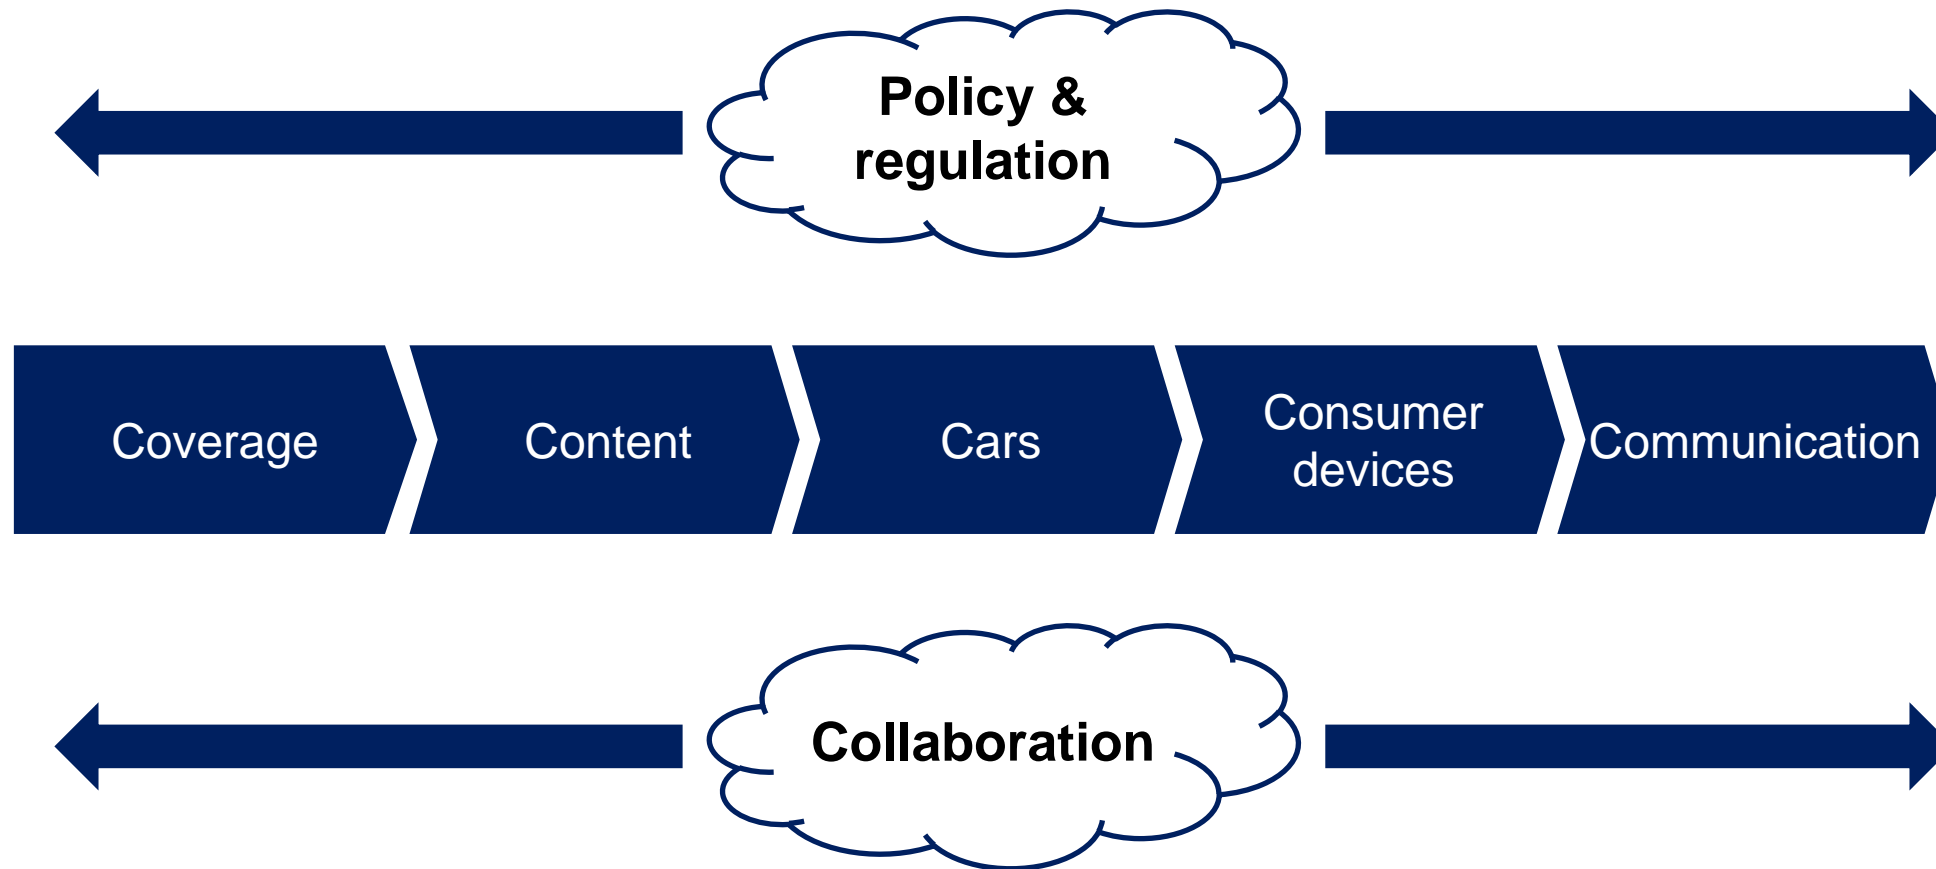 Policy &
regulation
Coverage
Content
Cars
Consumer
devices
Communication
Collaboration